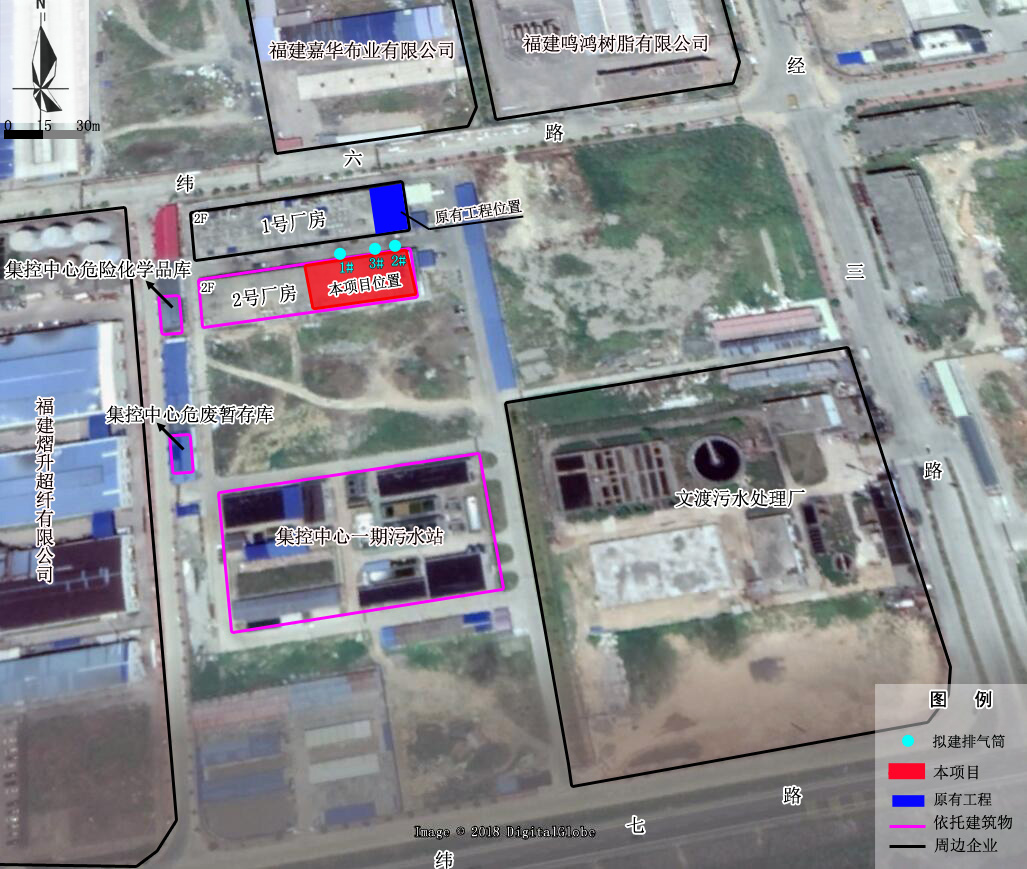 N
0 15 30m
福建嘉华布业有限公司
福建鸣鸿树脂有限公司
经
三
路
纬
六
路
2F
1号厂房
原有工程位置
1#
3#
2#
2F
2号厂房
本项目位置
集控中心危险化学品库
集控中心危废暂存库
福建熠升超纤有限公司
集控中心一期污水站
文渡污水处理厂
纬
七
路
Image © 2018 DigitalGlobe
图 例
拟建排气筒
本项目
原有工程
依托建筑物
周边企业